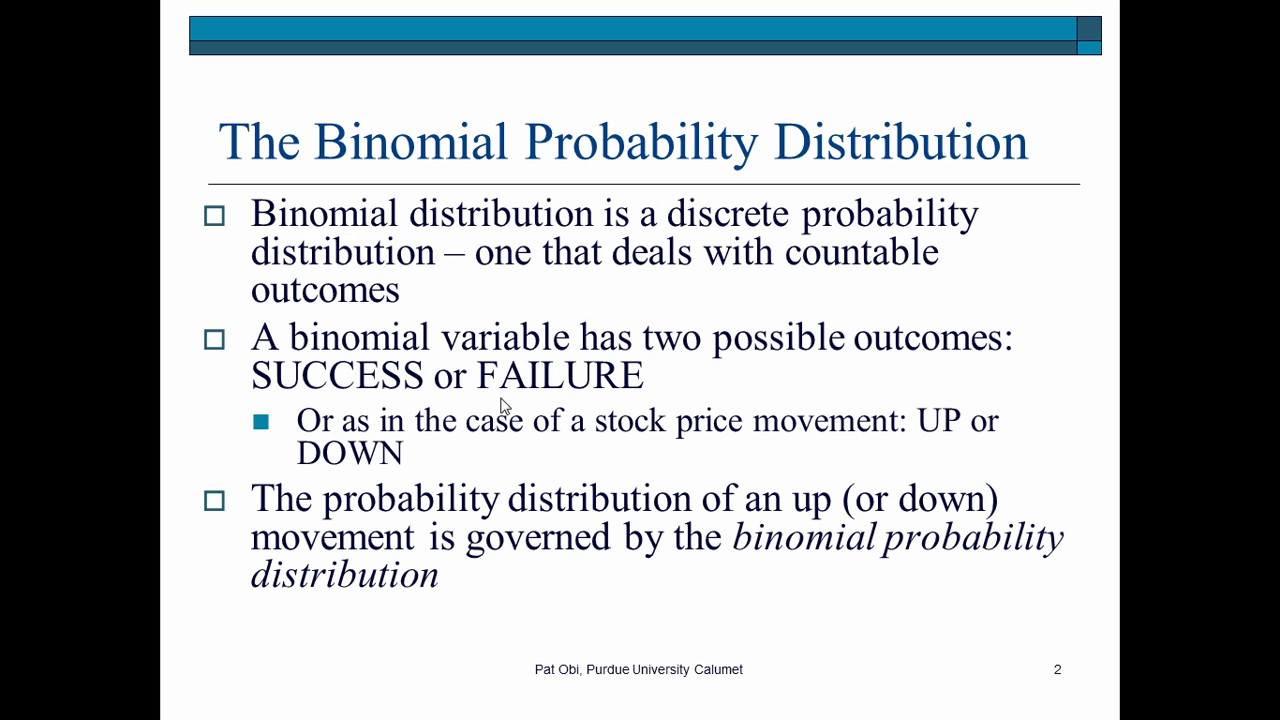 The Binomial Probability Distribution
Binomial distribution is a discrete probability
distribution – one that deals with countable
outcomes
A binomial variable has two possible outcomes:
SUCCESS or FAILURE
Or as in the case of a stock price movement: UP or
DOWN
The probability distribution of an up (or down)
movement is governed by the binomial probability
distribution
Pat Obi, Purdue University Calumet
2